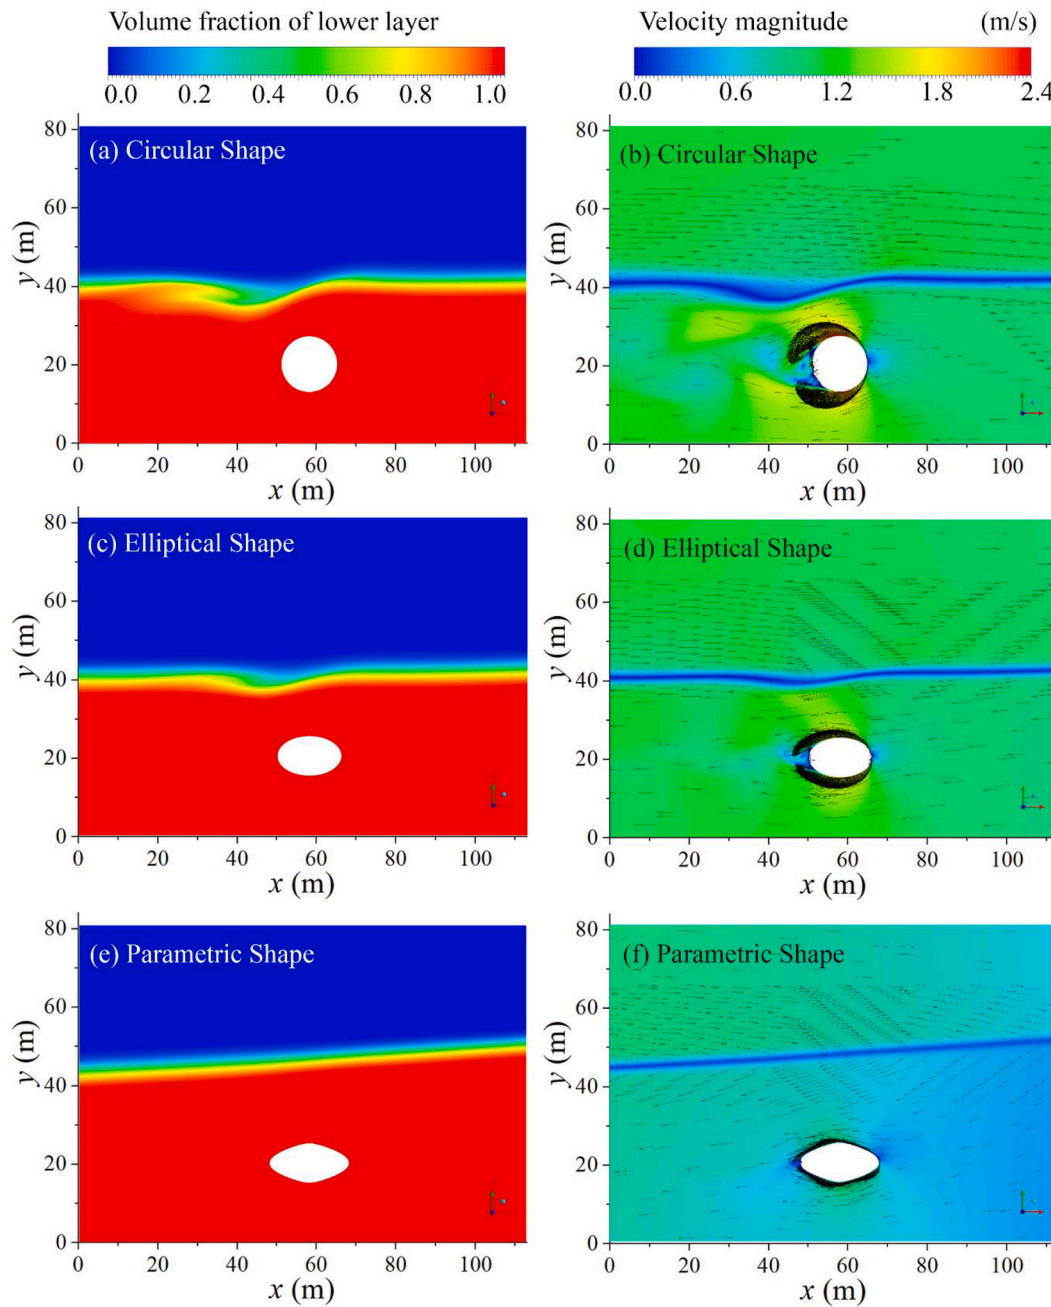 Volume fraction of lower layer
0.0 0.2 0.4 0.6 0.8 1.0
Velocity magnitude (m/s)
0.0 0.6 1.2 1.8 2.4
(a) Circular Shape
80
60
40
20
0
y (m)
0 20 40 60 80 100
x (m)
(b) Circular Shape
80
60
40
20
0
y (m)
0 20 40 60 80 100
x (m)
(c) Elliptical Shape
80
60
40
20
0
y (m)
0 20 40 60 80 100
x (m)
(d) Elliptical Shape
80
60
40
20
0
y (m)
0 20 40 60 80 100
x (m)
(e) Parametric Shape
80
60
40
20
0
y (m)
0 20 40 60 80 100
x (m)
(f) Parametric Shape
80
60
40
20
0
y (m)
0 20 40 60 80 100
x (m)